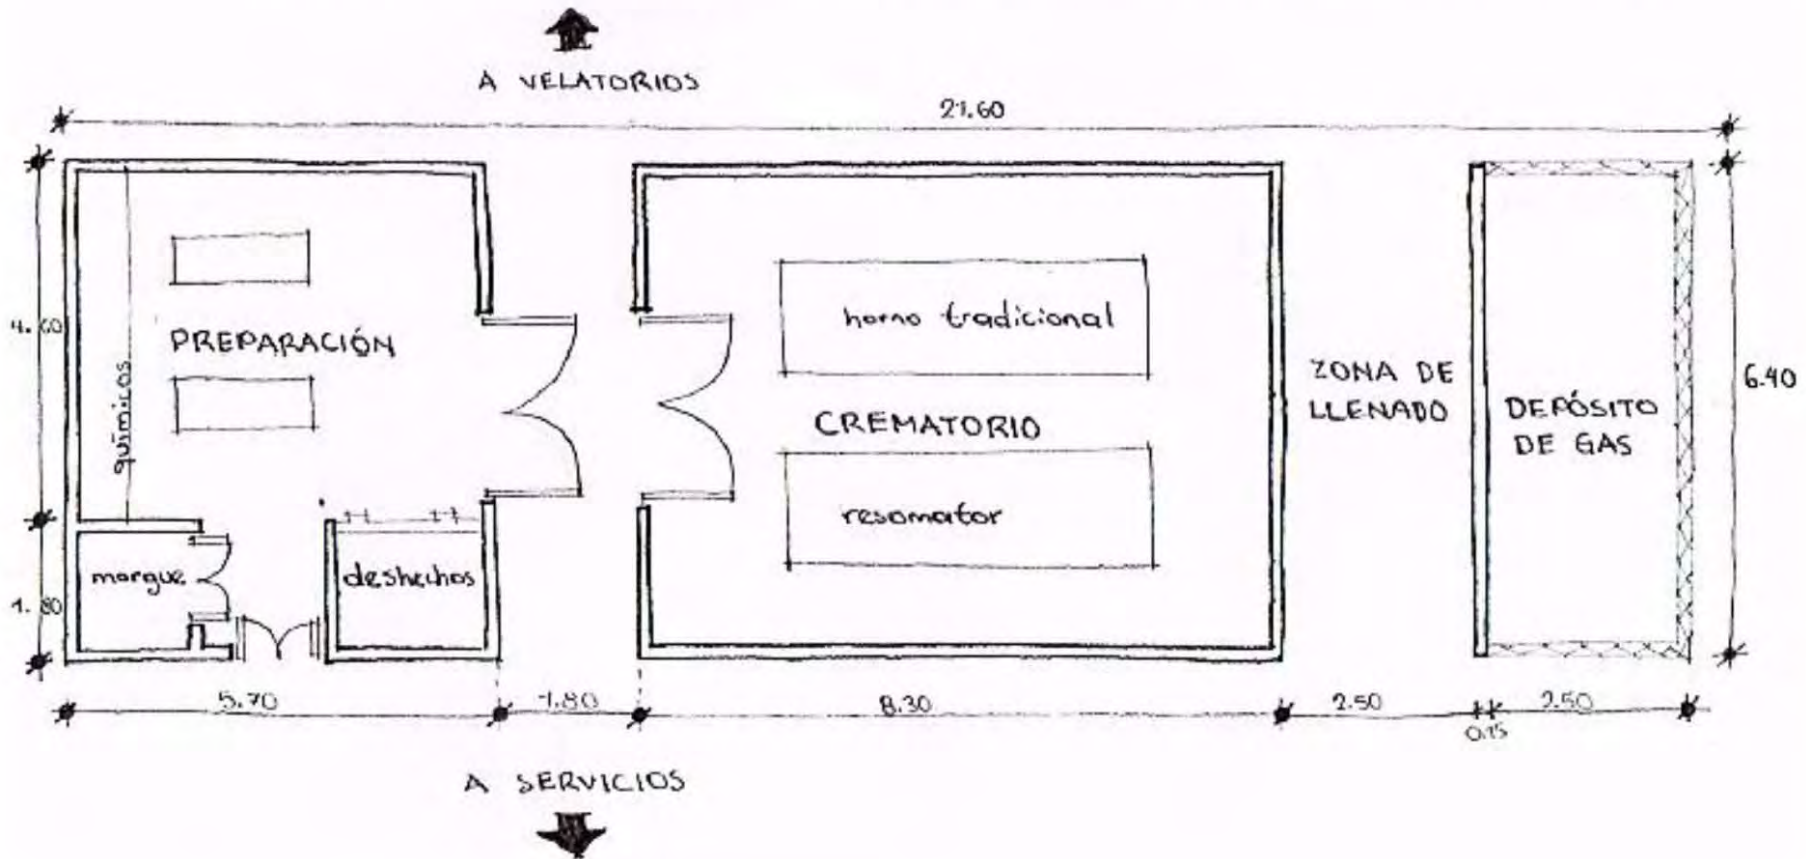 A VELATORIOS
21.60
PREPARACIÓN
químicos
horno tradicional
CREMATORIO
resomator
ZONA DE
LLENADO
DEPÓSITO
DE GAS
6.40
4.60
morgue
deshechos
1.80
5.70
1.80
8.30
2.50
0.15
2.50
A SERVICIOS